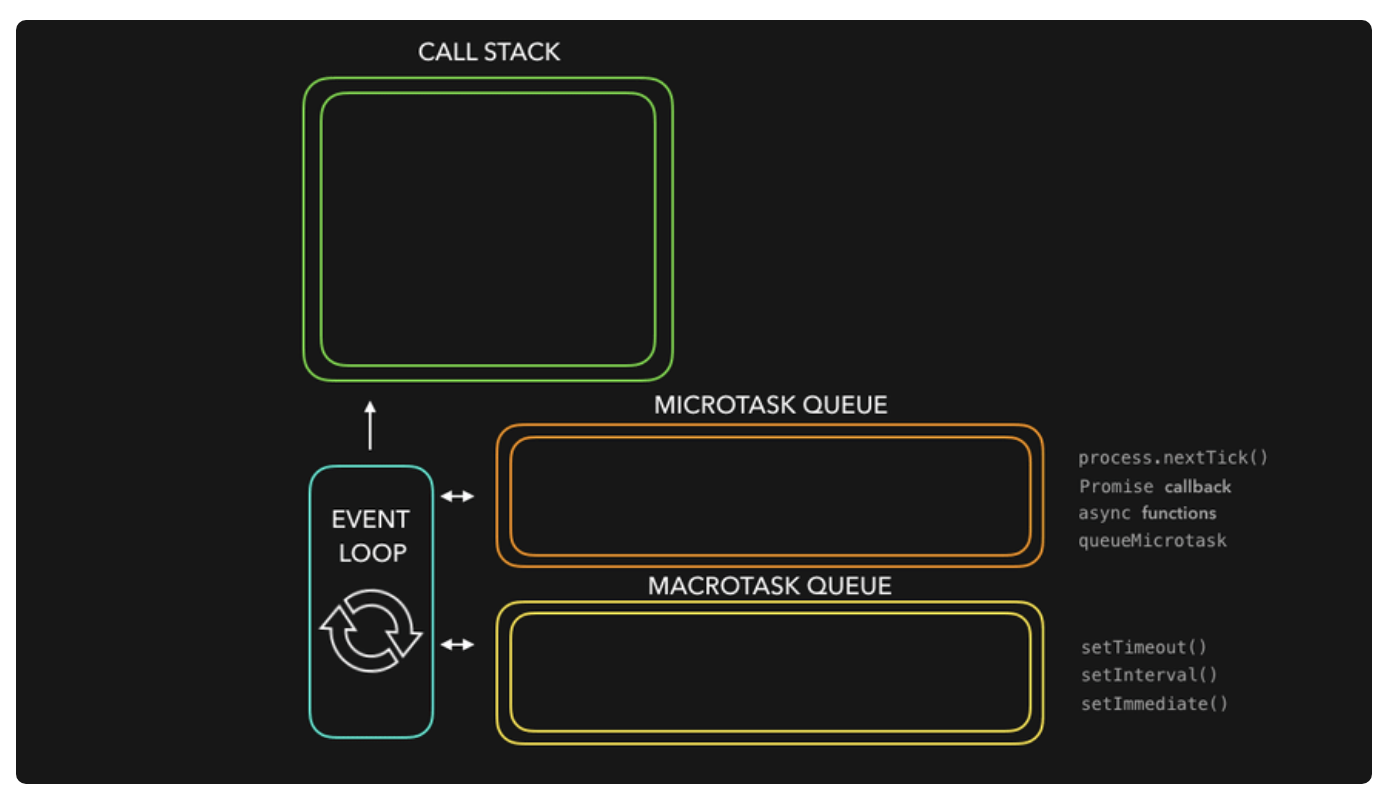 CALL STACK
MICROTASK QUEUE
process.nextTick()
Promise callback
async functions
queueMicrotask
EVENT
LOOP
MACROTASK QUEUE
setTimeout()
setInterval()
setImmediate()